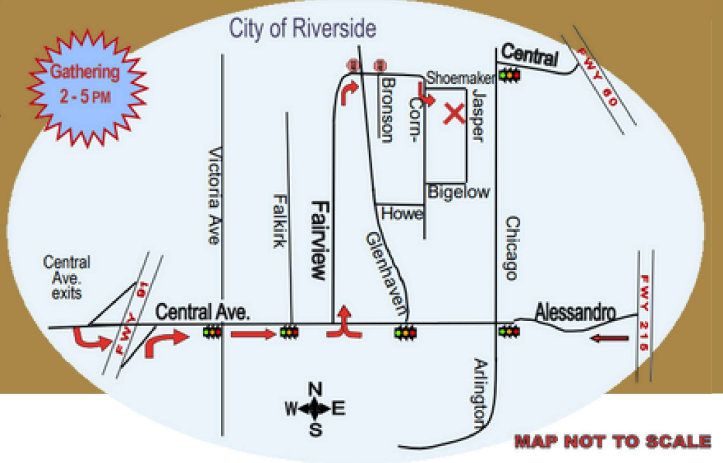 City of Riverside
Gathering
2 - 5 PM
Central
FWY 60
Shoemaker
Bronson
Corn-
Jasper
Victoria Ave
Falkirk
Fairview
Bigelow
Howe
Glenhaven
Chicago
Central
Ave.
exits
FWY 91
Central Ave.
Alessandro
FWY 215
Arlington
N
W E
S
MAP NOT TO SCALE